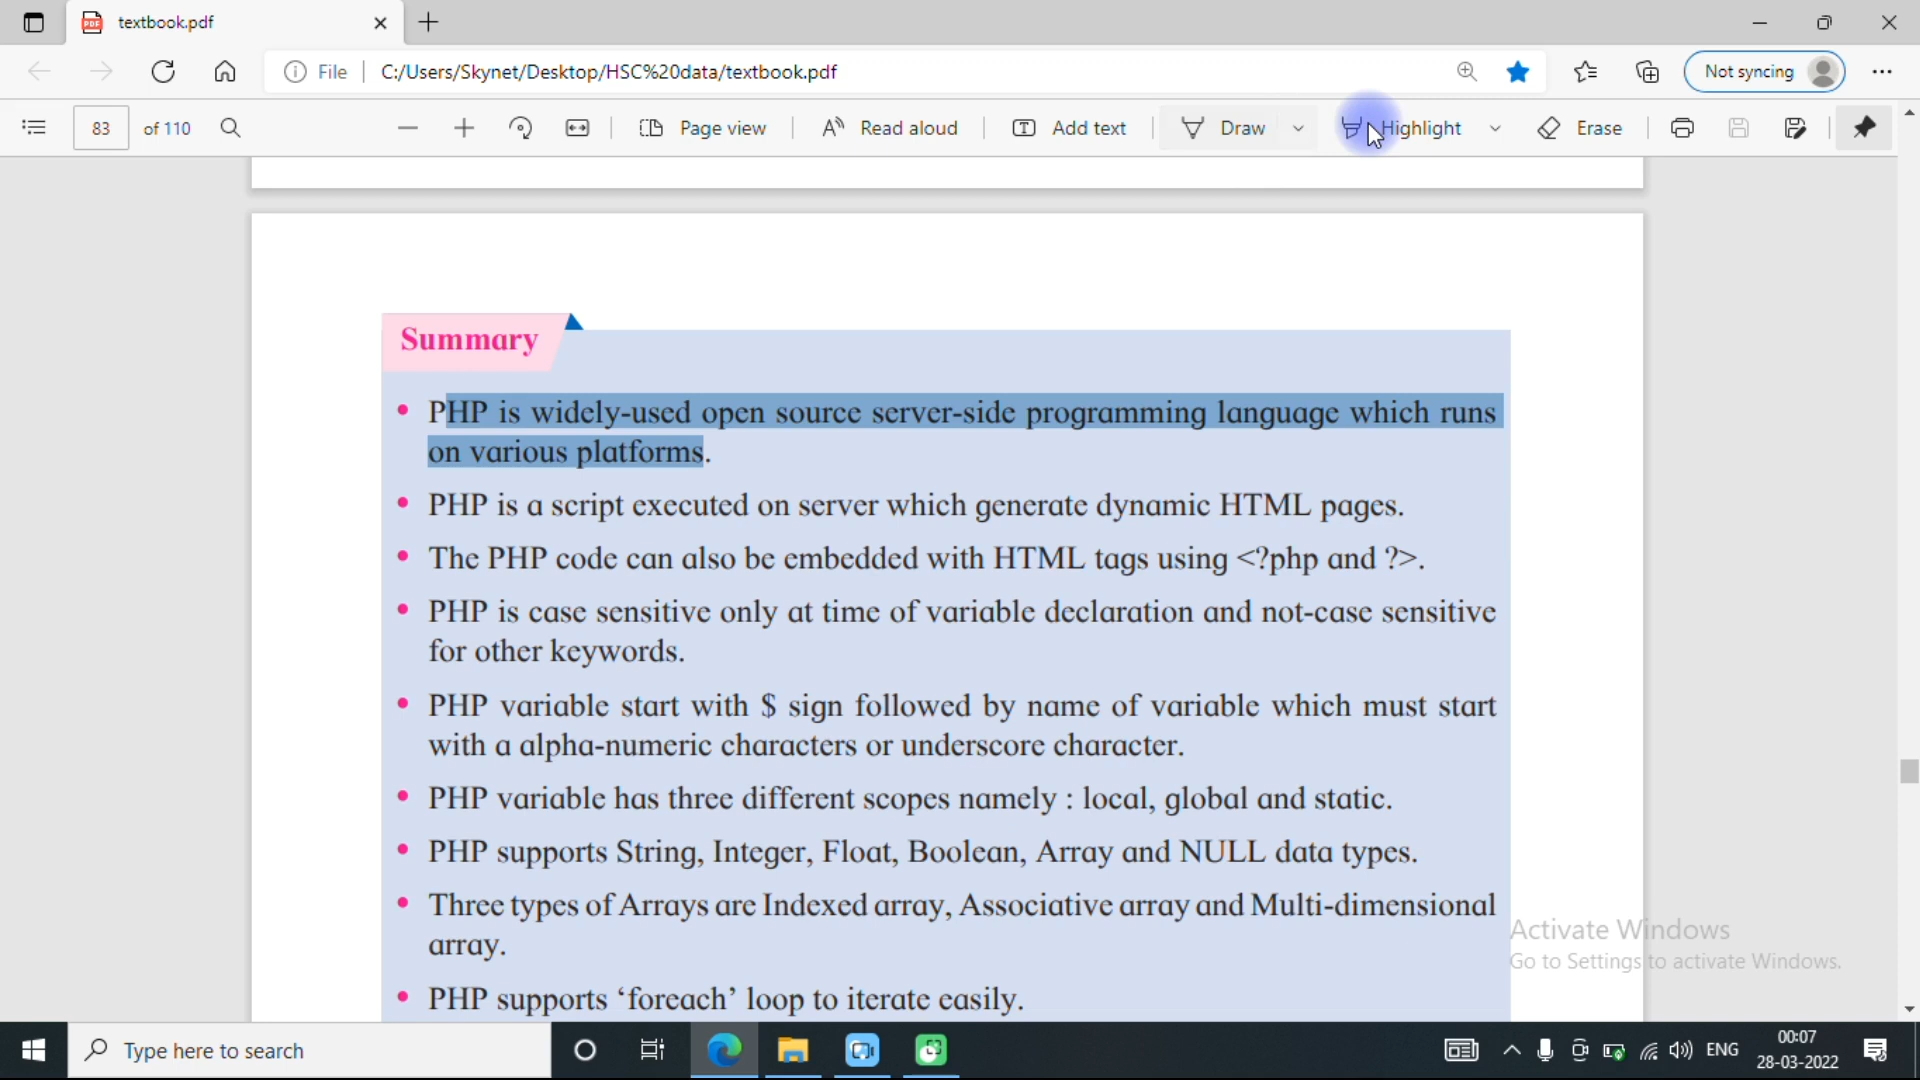 textbook.pdf
File
C:/Users/Skynet/Desktop/HSC%20data/textbook.pdf
Not syncing
83
of 110
Page view
Read aloud
Add text
Draw
Highlight
Erase
Summary
• PHP is widely-used open source server-side programming language which runs
on various platforms.
• PHP is a script executed on server which generate dynamic HTML pages.
• The PHP code can also be embedded with HTML tags using <?php and ?>.
• PHP is case sensitive only at time of variable declaration and not-case sensitive
for other keywords.
• PHP variable start with $ sign followed by name of variable which must start
with a alpha-numeric characters or underscore character.
• PHP variable has three different scopes namely : local, global and static.
• PHP supports String, Integer, Float, Boolean, Array and NULL data types.
• Three types of Arrays are Indexed array, Associative array and Multi-dimensional
array.
• PHP supports ‘foreach’ loop to iterate easily.
Activate Windows
Go to Settings to activate Windows.
Type here to search
ENG
00:07
28-03-2022